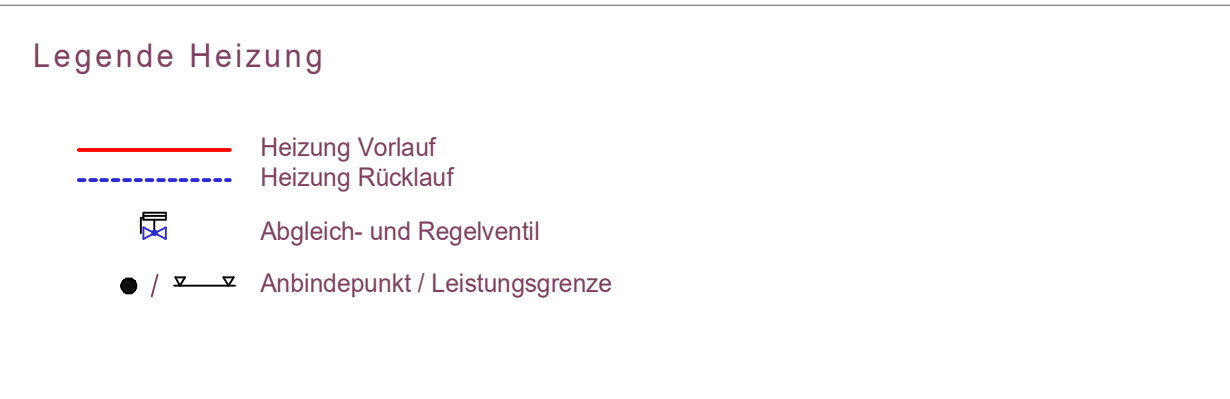 Legende Heizung
Heizung Vorlauf
Heizung Rücklauf
Abgleich- und Regelventil
/ Anbindepunkt / Leistungsgrenze